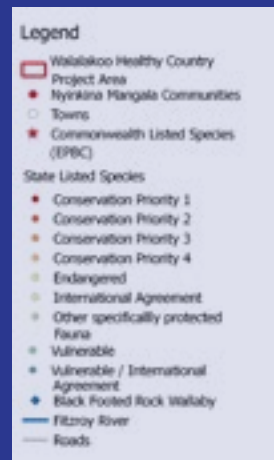 Legend
Walalakoo Healthy Country
Project Area
Nyinkina Mangala Communities
Towns
Commonwealth Listed Species
(EPBC)
State Listed Species
Conservation Priority 1
Conservation Priority 2
Conservation Priority 3
Conservation Priority 4
Endangered
International Agreement
Other specifically protected
Fauna
Vulnerable
Vulnerable / International
Agreement
Black Footed Rock Wallaby
Fitzroy River
Roads